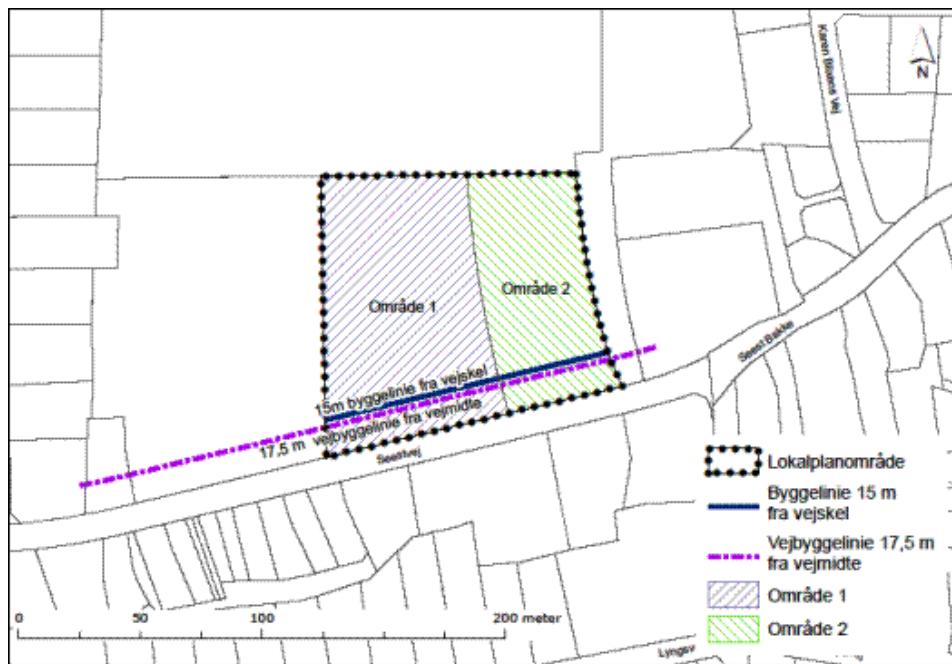 Karen Blixens Vej
N
Område 1
Område 2
Seest Bakke
15m byggelinie fra vejskel
17,5 m vejbyggelinie fra vejmidte
Seestvej
Lokalplanområde
Byggelinie 15 m
fra vejskel
Vejbyggelinie 17,5 m
fra vejmidte
Område 1
Område 2
0 50 100 200 meter
Lyngsv